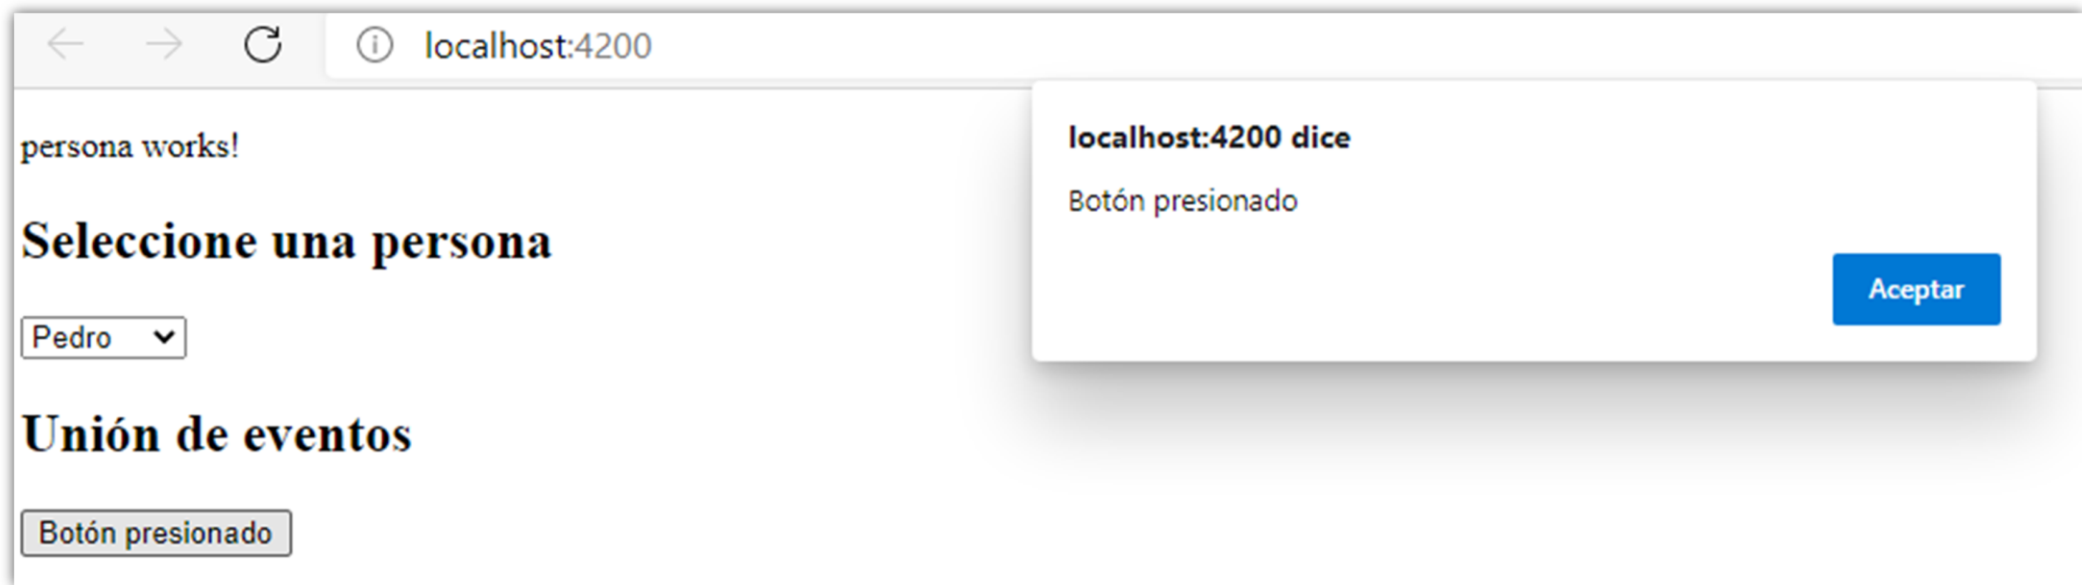 localhost:4200
localhost:4200 dice
Botón presionado
Aceptar
persona works!
Seleccione una persona
Pedro
Unión de eventos
Botón presionado